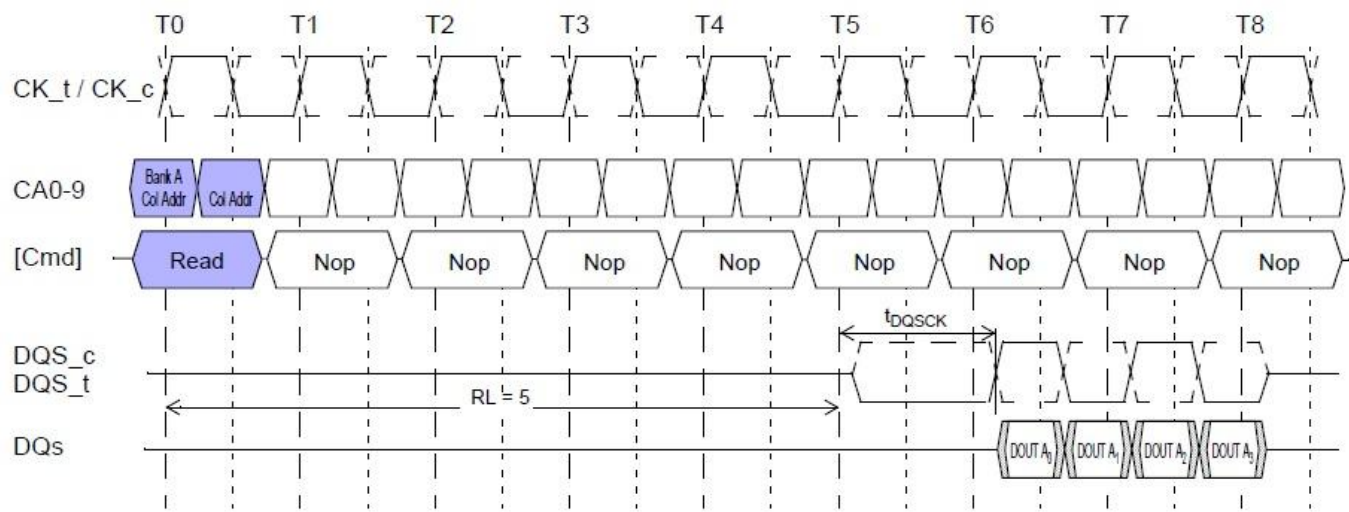 T0 T1 T2 T3 T4 T5 T6 T7 T8
CK_t / CK_c
CA0-9 Bank A Col Addr Col Addr
[Cmd] Read Nop Nop Nop Nop Nop Nop Nop Nop
tDQSCK
DQS_c
DQS_t
RL = 5
DQs DOUT A0 DOUT A1 DOUT A2 DOUT A3